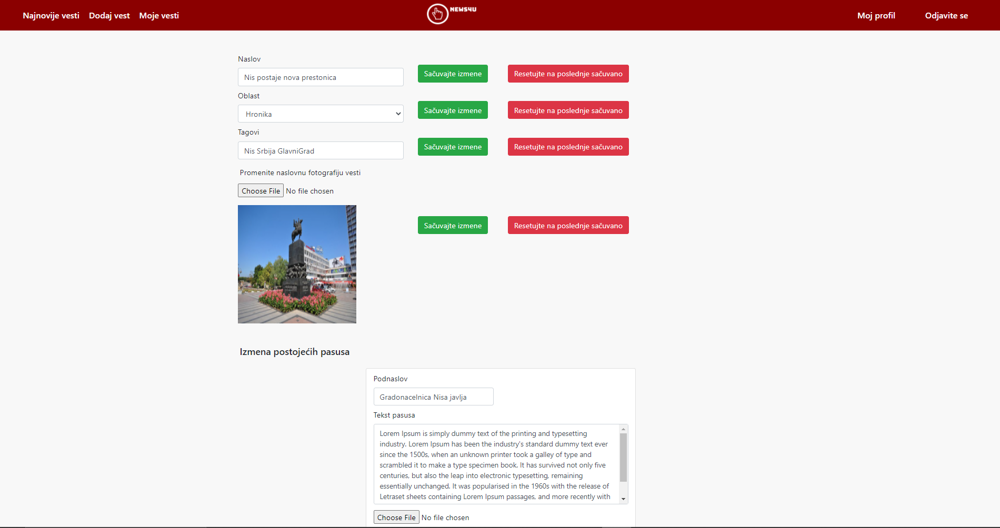 Najnovije vesti Dodaj vest Moje vesti NEWS4U Moj profil Odjavite se
Naslov
Nis postaje nova prestonica Sačuvajte izmene Resetujte na poslednje sačuvano
Oblast
Hronika Sačuvajte izmene Resetujte na poslednje sačuvano
Tagovi
Nis Srbija GlavniGrad Sačuvajte izmene Resetujte na poslednje sačuvano
Promenite naslovnu fotografiju vesti
Choose File No file chosen
Sačuvajte izmene Resetujte na poslednje sačuvano
Izmena postojećih pasusa
Podnaslov
Gradonacelnica Nisa javlja
Tekst pasusa
Lorem Ipsum is simply dummy text of the printing and typesetting
industry. Lorem Ipsum has been the industry's standard dummy text ever
since the 1500s, when an unknown printer took a galley of type and
scrambled it to make a type specimen book. It has survived not only five
centuries, but also the leap into electronic typesetting, remaining
essentially unchanged. It was popularised in the 1960s with the release of
Letraset sheets containing Lorem Ipsum passages, and more recently with
Choose File No file chosen